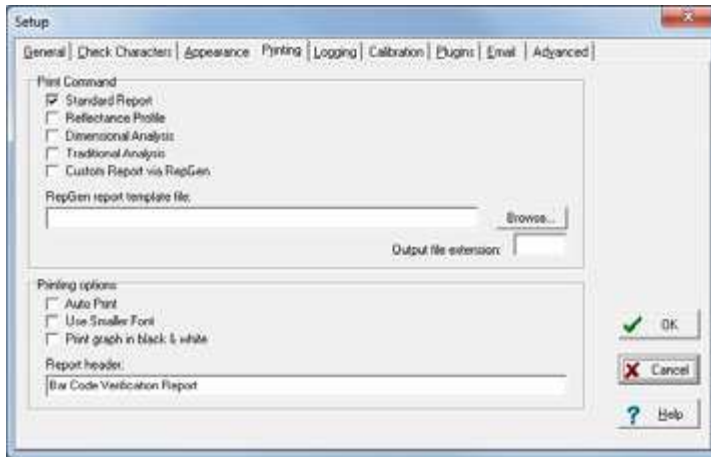 Setup
General Check Characters Appearance Printing Logging Calibration Plugins Email Advanced
Print Command
Standard Report
Reflectance Profile
Dimensional Analysis
Traditional Analysis
Custom Report via RepGen
RepGen report template file:
Browse...
Output file extension:
Printing options
Auto Print
Use Smaller Font
Print graph in black & white
Report header:
Bar Code Verification Report
OK
Cancel
Help